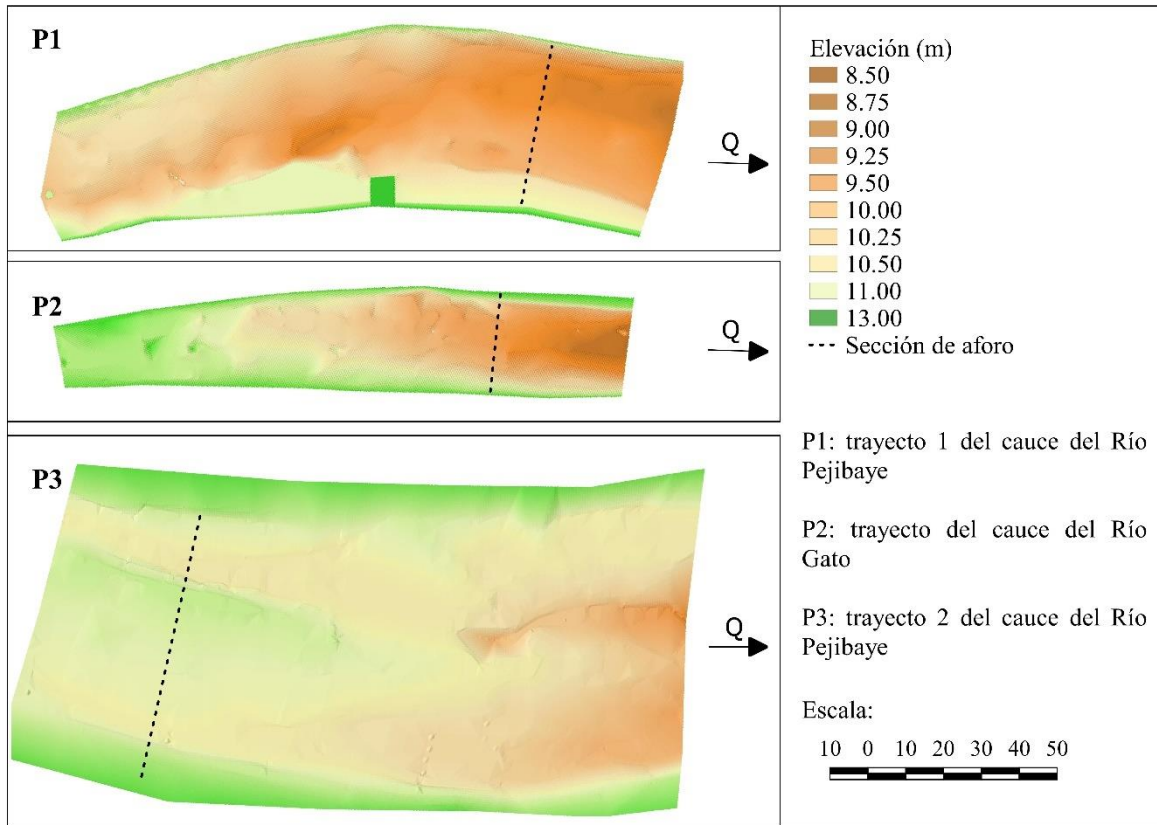 P1
Q
P2
Q
P3
Q
Elevación (m)
8.50
8.75
9.00
9.25
9.50
10.00
10.25
10.50
11.00
13.00
Sección de aforo
P1: trayecto 1 del cauce del Río
Pejibaye
P2: trayecto del cauce del Río
Gato
P3: trayecto 2 del cauce del Río
Pejibaye
Escala:
10 0 10 20 30 40 50